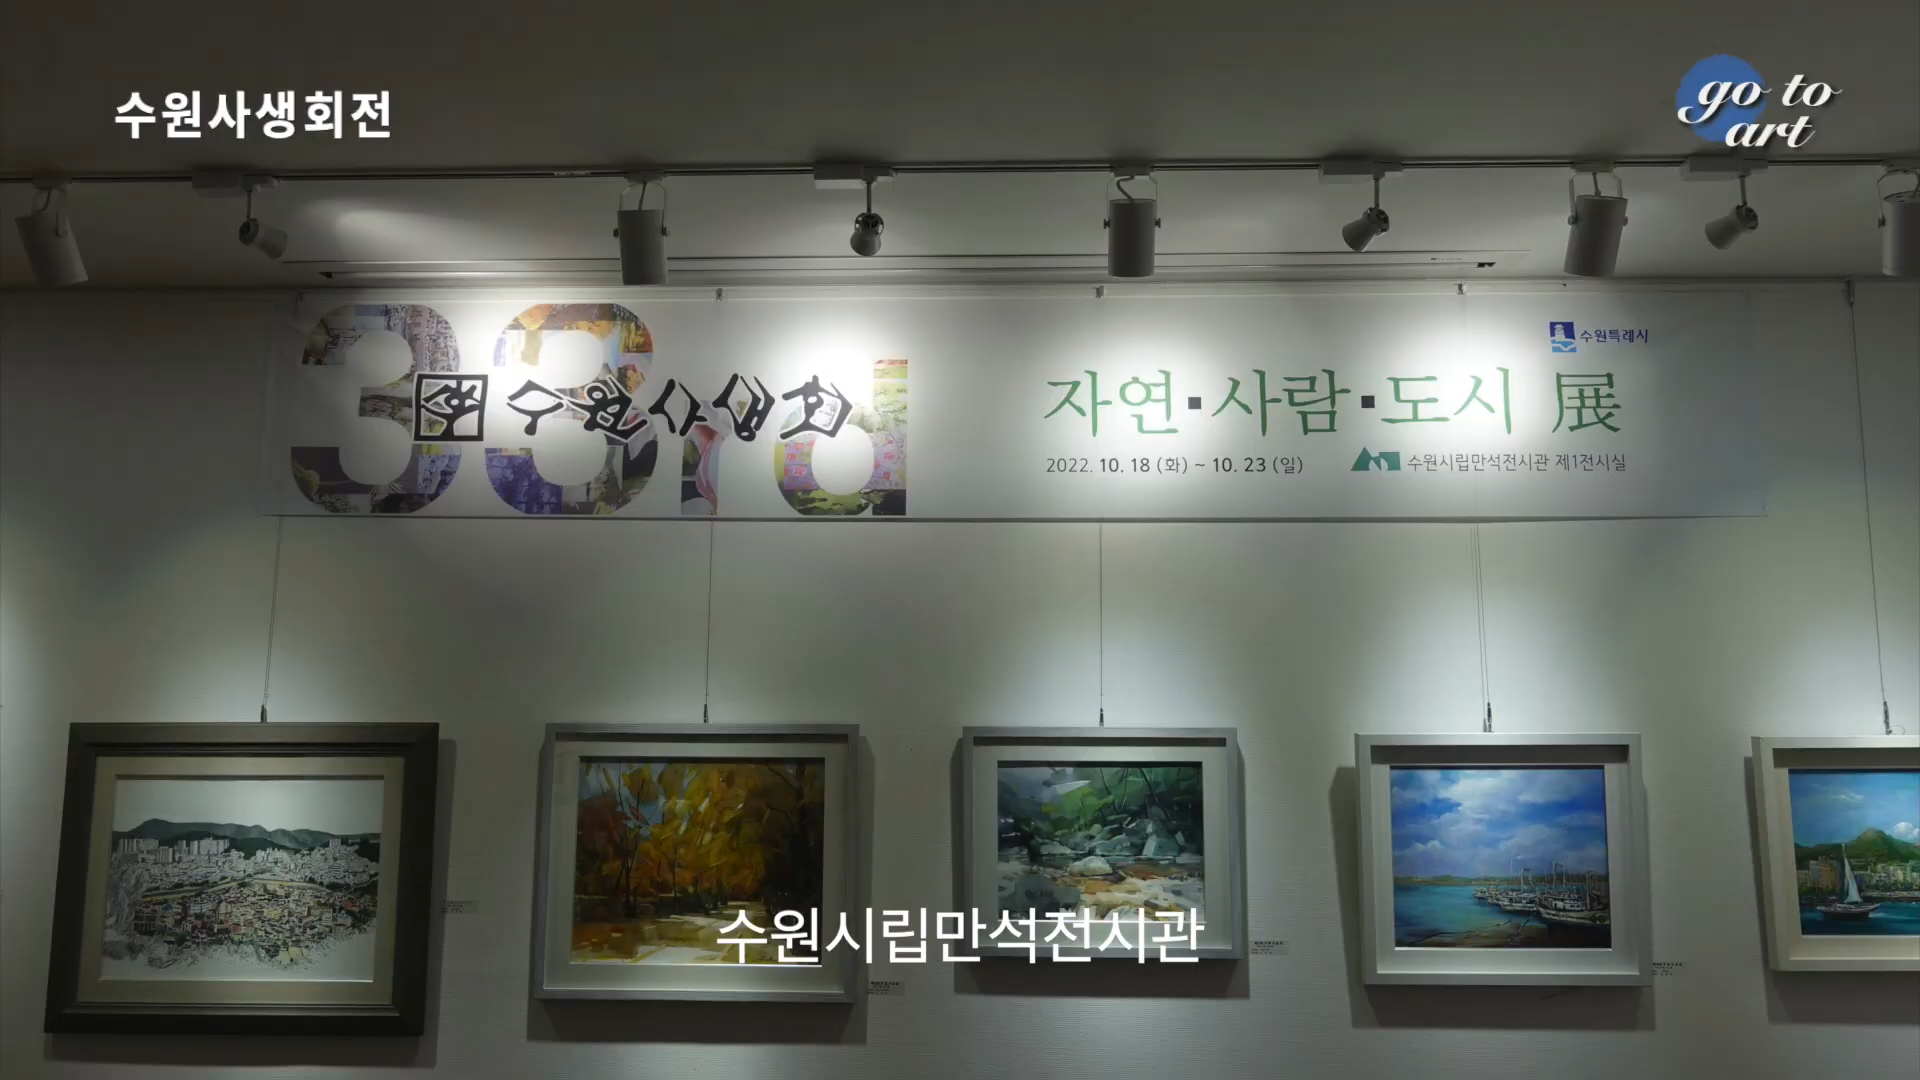 수원사생회전
go to
art
33rd
수원사생회
수원특례시
자연·사람·도시 展
2022. 10. 18 (화) ~ 10. 23 (일)
수원시립만석전시관 제1전시실
수원시립만석전시관